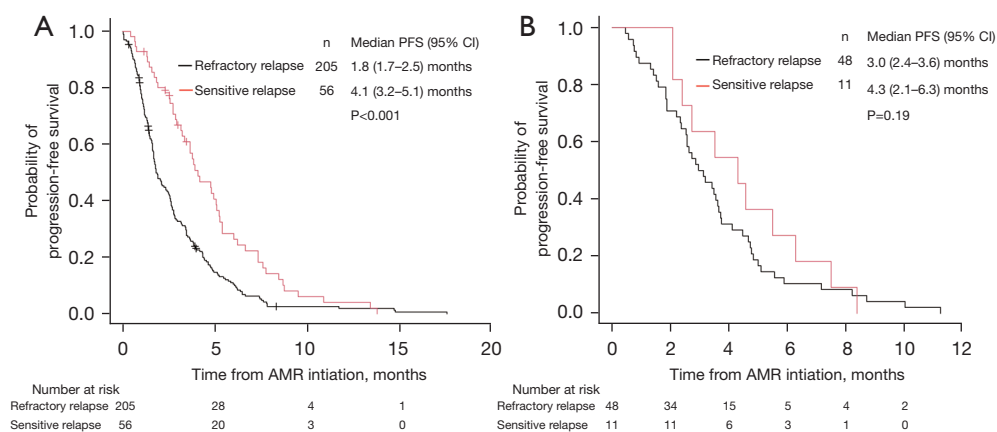 A
n Median PFS (95% CI)
Refractory relapse 205 1.8 (1.7–2.5) months
Sensitive relapse 56 4.1 (3.2–5.1) months
P<0.001
Probability of
progression-free survival
1.0
0.8
0.6
0.4
0.2
0.0
0 5 10 15 20
Time from AMR intiation, months
Number at risk
Refractory relapse 205 28 4 1
Sensitive relapse 56 20 3 0
B
n Median PFS (95% CI)
Refractory relapse 48 3.0 (2.4–3.6) months
Sensitive relapse 11 4.3 (2.1–6.3) months
P=0.19
Probability of
progression-free survival
1.0
0.8
0.6
0.4
0.2
0.0
0 2 4 6 8 10 12
Time from AMR intiation, months
Number at risk
Refractory relapse 48 34 15 5 4 2
Sensitive relapse 11 11 6 3 1 0